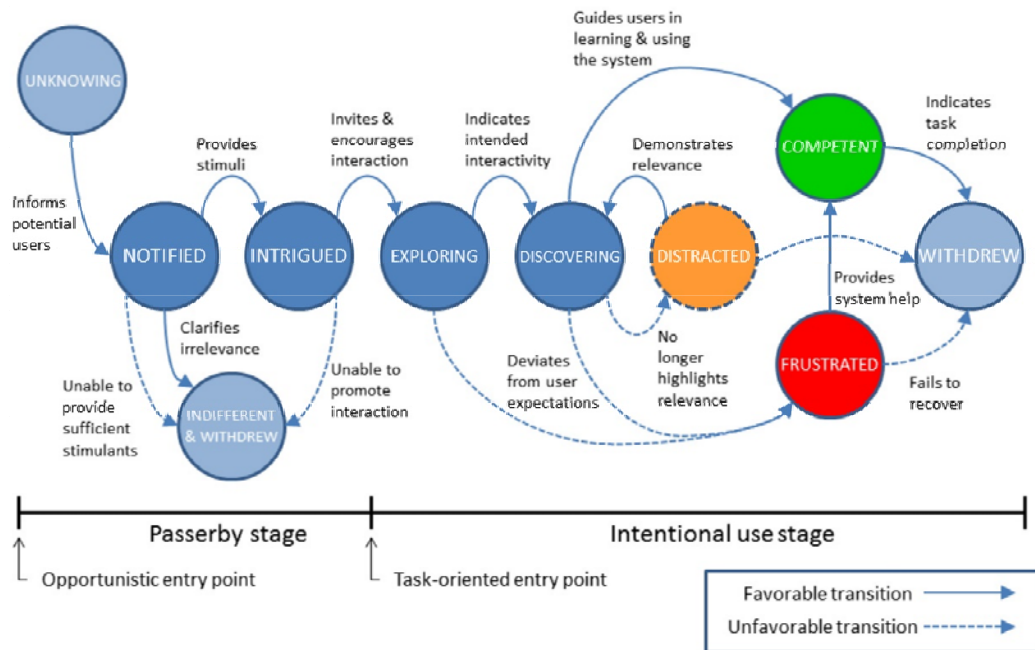 UNKNOWING
Informs
potential
users
Provides
stimuli
Invites &
encourages
interaction
Indicates
intended
interactivity
Guides users in
learning & using
the system
Demonstrates
relevance
COMPETENT
Indicates
task
completion
NOTIFIED
INTRIGUED
EXPLORING
DISCOVERING
DISTRACTED
WITHDREW
Clarifies
irrelevance
Unable to
provide
sufficient
stimulants
INDIFFERENT
& WITHDREW
Unable to
promote
interaction
Deviates
from user
expectations
No
longer
highlights
relevance
Provides
system help
FRUSTRATED
Fails to
recover
Passerby stage
Intentional use stage
Opportunistic entry point
Task-oriented entry point
Favorable transition
Unfavorable transition